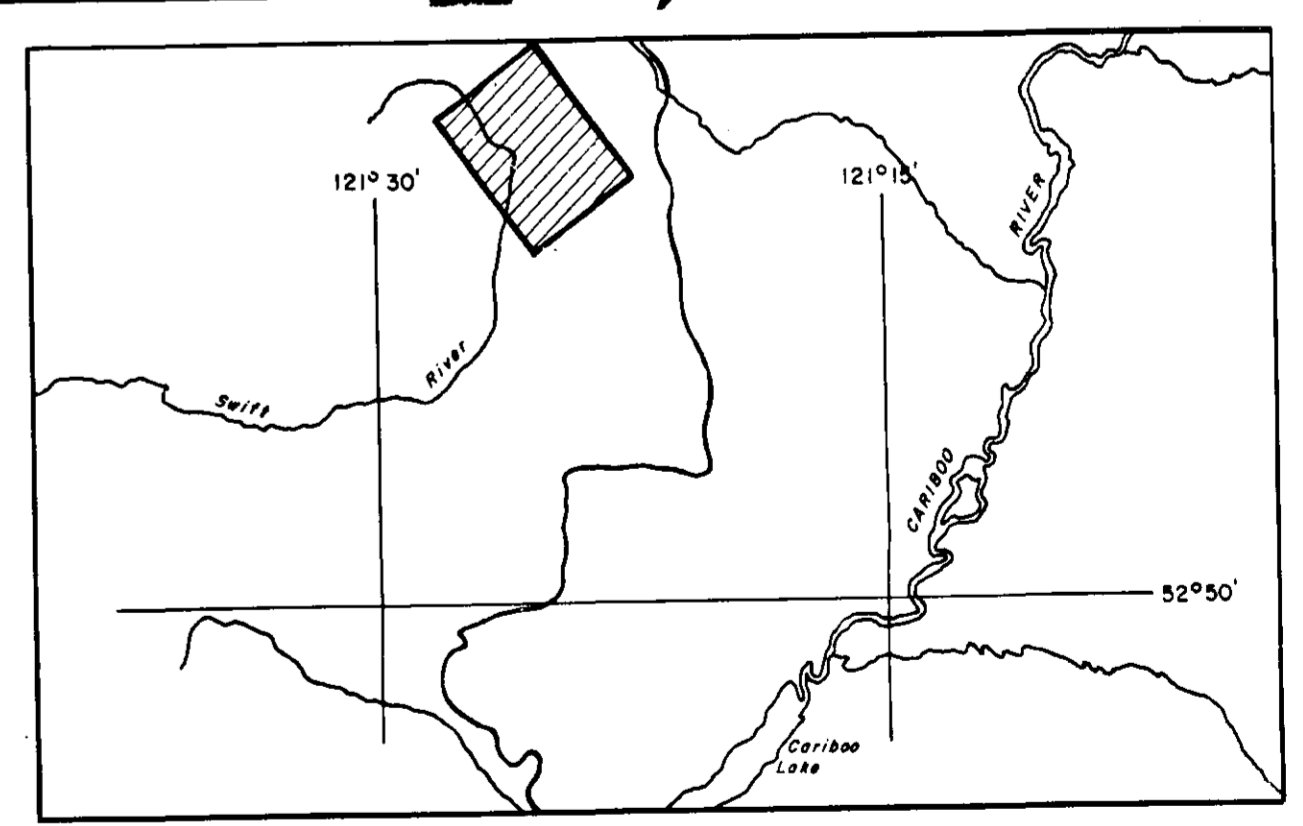 121° 30'
121° 15'
RIVER
River
Swift
CARIBOO
52° 50'
Cariboo
Lake